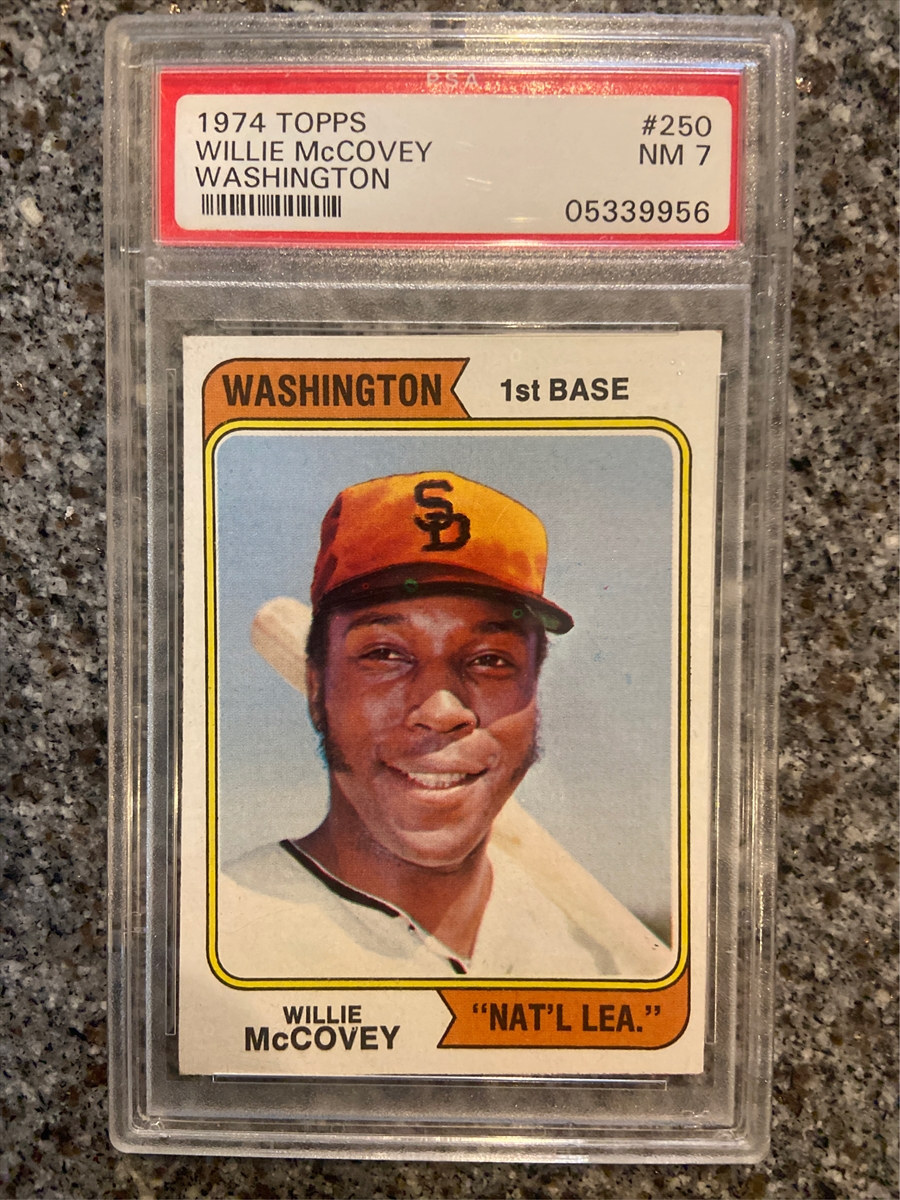 PSA
1974 TOPPS #250
WILLIE McCOVEY NM 7
WASHINGTON
05339956
WASHINGTON 1st BASE
SD
WILLIE
McCOVEY
“NAT’L LEA.”